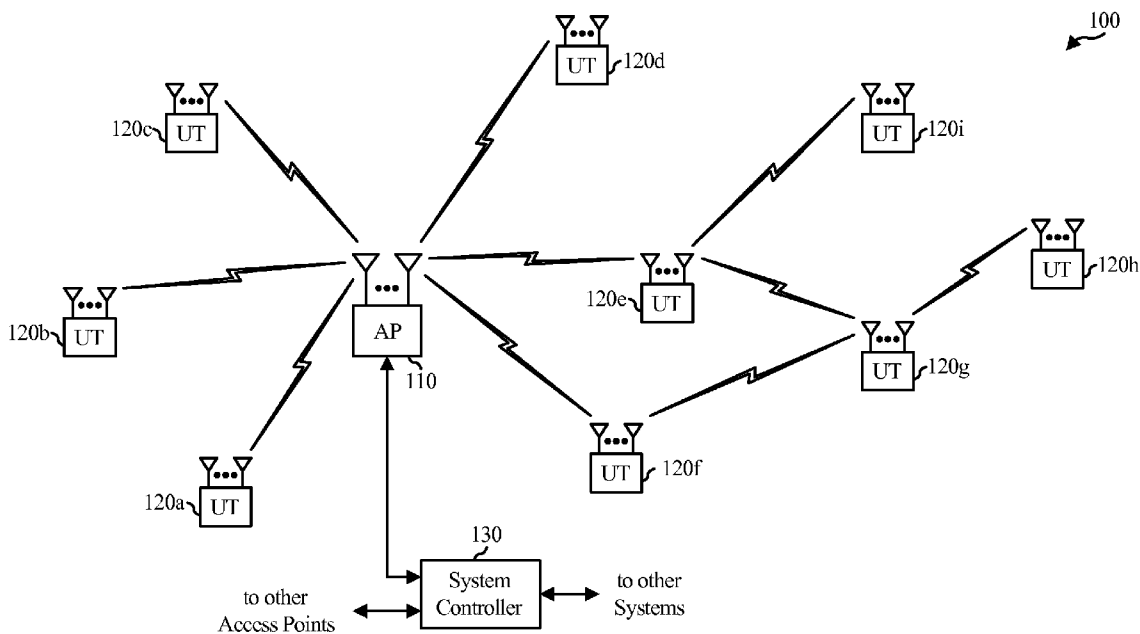 100
UT
120d
120c
UT
UT
120i
UT
120h
120e
UT
120b
UT
AP
110
UT
120g
UT
120f
120a
UT
130
System
Controller
to other
Systems
to other
Access Points